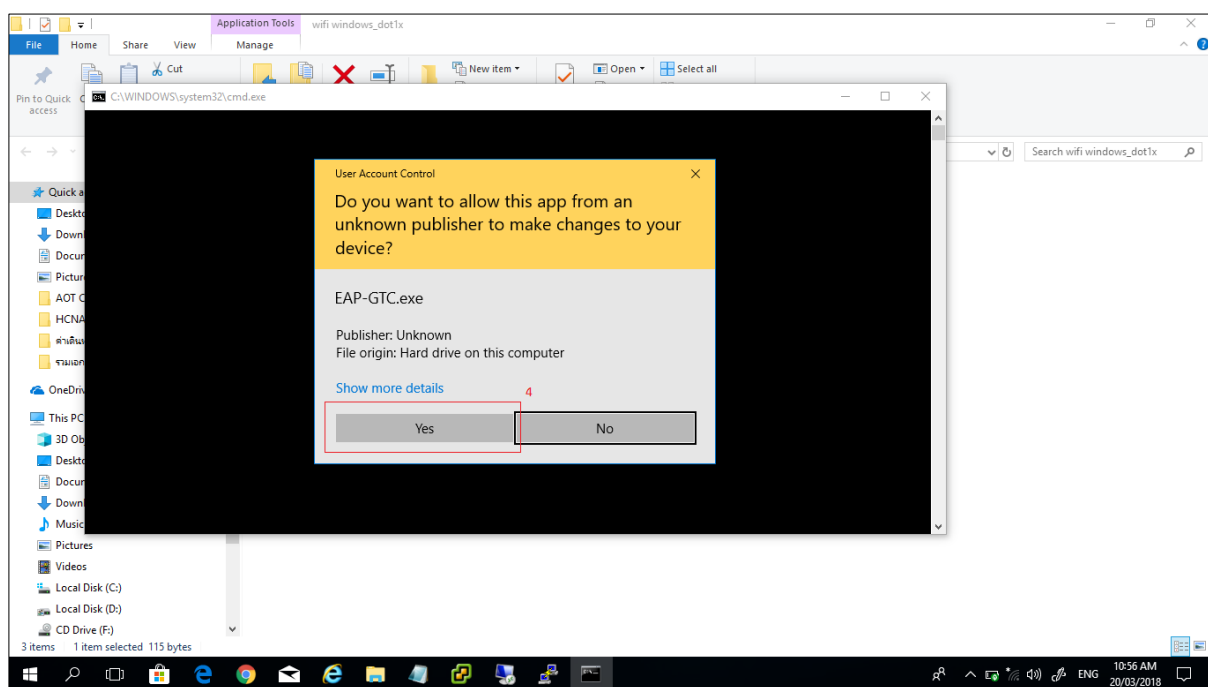 Application Tools
wifi windows_dot1x
File
Home
Share
View
Manage
Cut
New item
Open
Select all
Pin to Quick
access
C:\WINDOWS\system32\cmd.exe
Search wifi windows_dot1x
User Account Control
Do you want to allow this app from an
unknown publisher to make changes to your
device?
EAP-GTC.exe
Publisher: Unknown
File origin: Hard drive on this computer
Show more details
4
Yes
No
Quick a
Deskto
Downl
Docur
Picture
AOT C
HCNA
OneDriv
This PC
3D Ob
Deskto
Docur
Downl
Music
Pictures
Videos
Local Disk (C:)
Local Disk (D:)
CD Drive (F:)
3 items
1 item selected 115 bytes
ENG
10:56 AM
20/03/2018